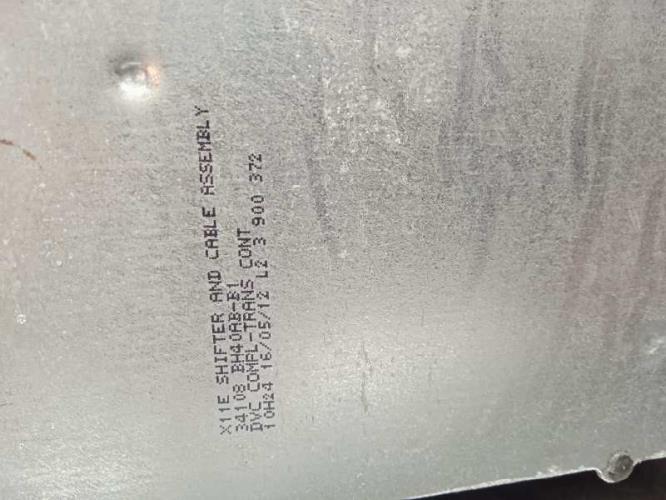 X11E SHIFTER AND CABLE ASSEMBLY
34108 BH40AB-B1
DVC COMPL-TRANS CONT
10H24 16/05/12 L2 3 900 372